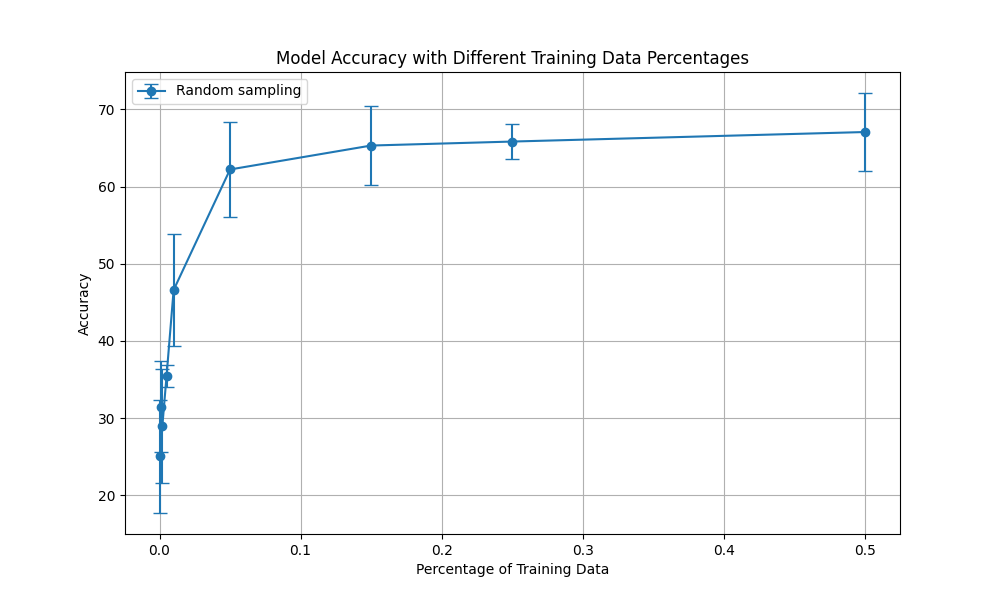 Model Accuracy with Different Training Data Percentages
Random sampling
70
60
50
40
30
20
Accuracy
0.0 0.1 0.2 0.3 0.4 0.5
Percentage of Training Data